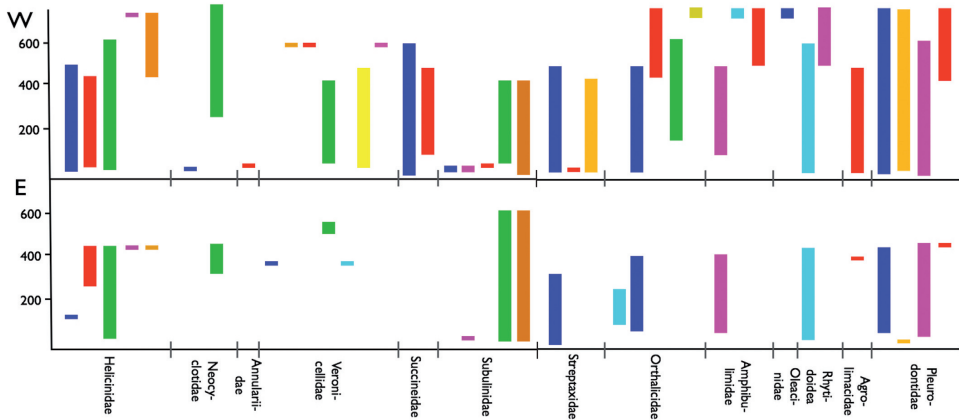 W
600
400
200
E
600
400
200
Helicinidae
Neocy-
clotidae
Annularii-
dae
Veroni-
cellidae
Succineidae
Subulinidae
Streptaxidae
Orthalicidae
Amphibu-
limidae
Oleaci-
nidae
Rhyti-
doidea
Agro-
limacidae
Pleuro-
dontidae